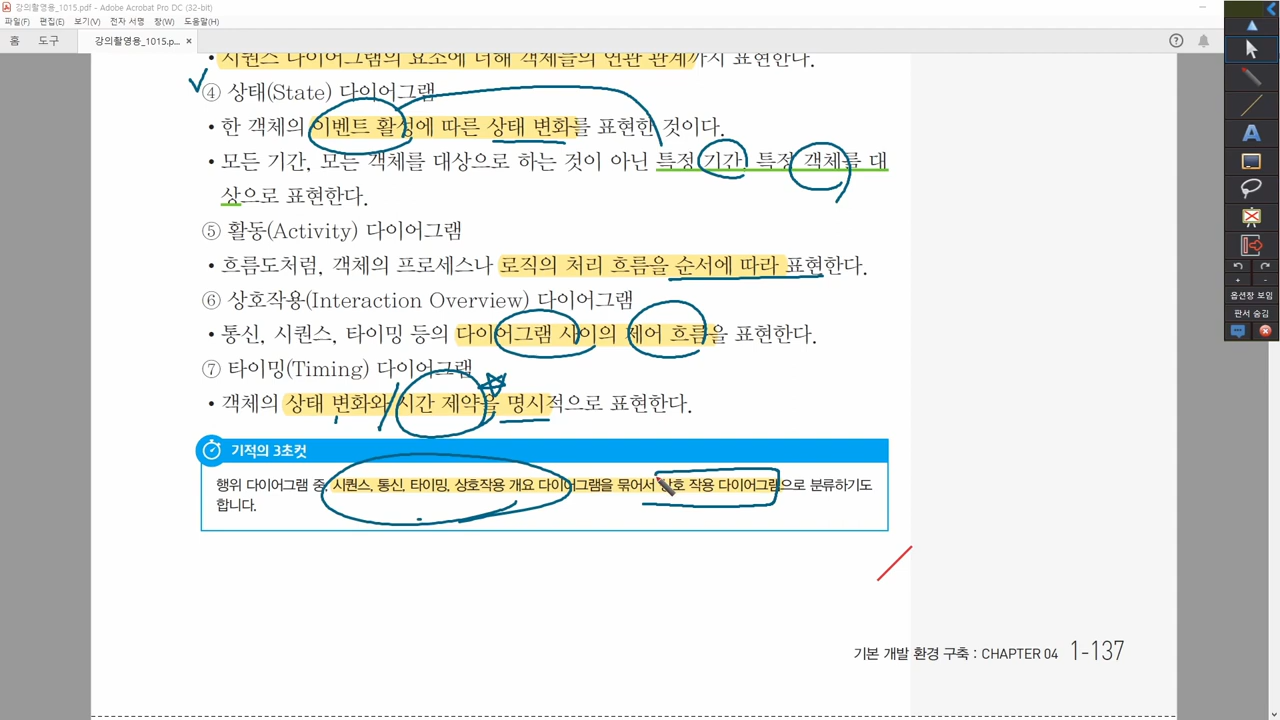 강의촬영용_1015.pdf - Adobe Acrobat Pro DC (32-bit)
파일(F) 편집(E) 보기(V) 전자 서명 창(W) 도움말(H)
홈 도구 강의촬영용_1015.p... ×
• 시퀀스 다이어그램의 요소에 더해 객체들의 연관 관계까지 표현한다.
④ 상태(State) 다이어그램
• 한 객체의 이벤트 활성에 따른 상태 변화를 표현한 것이다.
• 모든 기간, 모든 객체를 대상으로 하는 것이 아닌 특정 기간, 특정 객체를 대
상으로 표현한다.
⑤ 활동(Activity) 다이어그램
• 흐름도처럼, 객체의 프로세스나 로직의 처리 흐름을 순서에 따라 표현한다.
⑥ 상호작용(Interaction Overview) 다이어그램
• 통신, 시퀀스, 타이밍 등의 다이어그램 사이의 제어 흐름을 표현한다.
⑦ 타이밍(Timing) 다이어그램
• 객체의 상태 변화와 시간 제약을 명시적으로 표현한다.
기적의 3초컷
행위 다이어그램 중, 시퀀스, 통신, 타이밍, 상호작용 개요 다이어그램을 묶어서 상호 작용 다이어그램으로 분류하기도
합니다.
기본 개발 환경 구축 : CHAPTER 04 1-137
A
옵션장 보임
판서 숨김